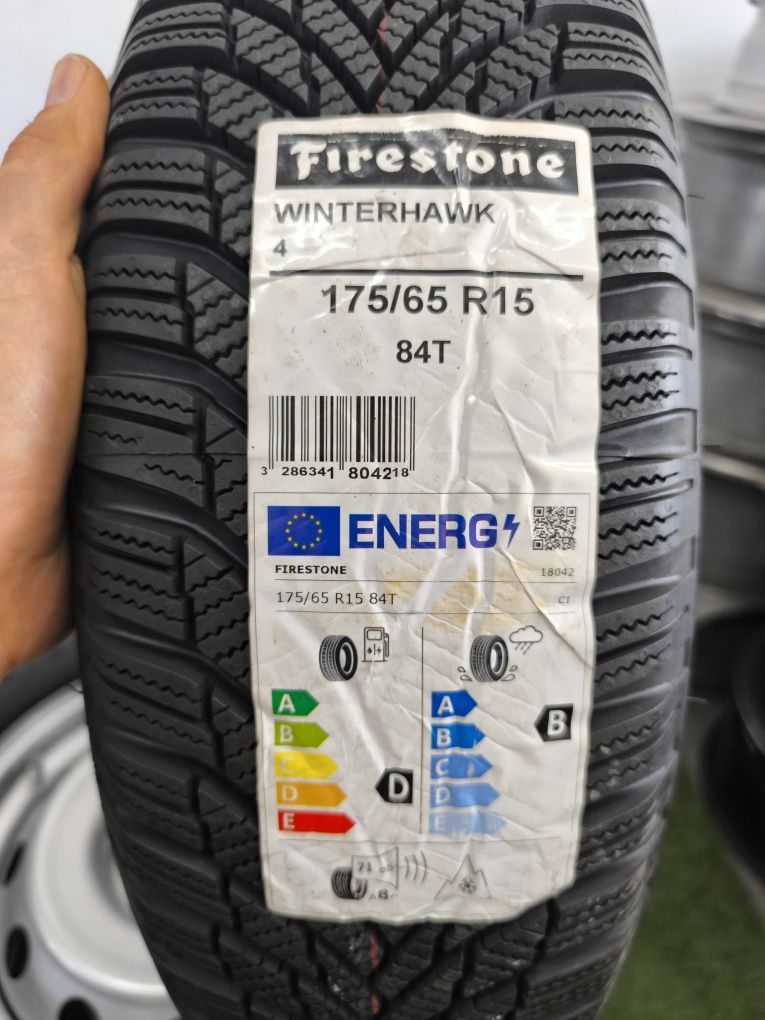 Firestone
WINTERHAWK
4
175/65 R15
84T
3 286341 804218
ENERG
FIRESTONE 18042
175/65 R15 84T C1
A A
B B B
C C
D D D
E E
71 dB
B